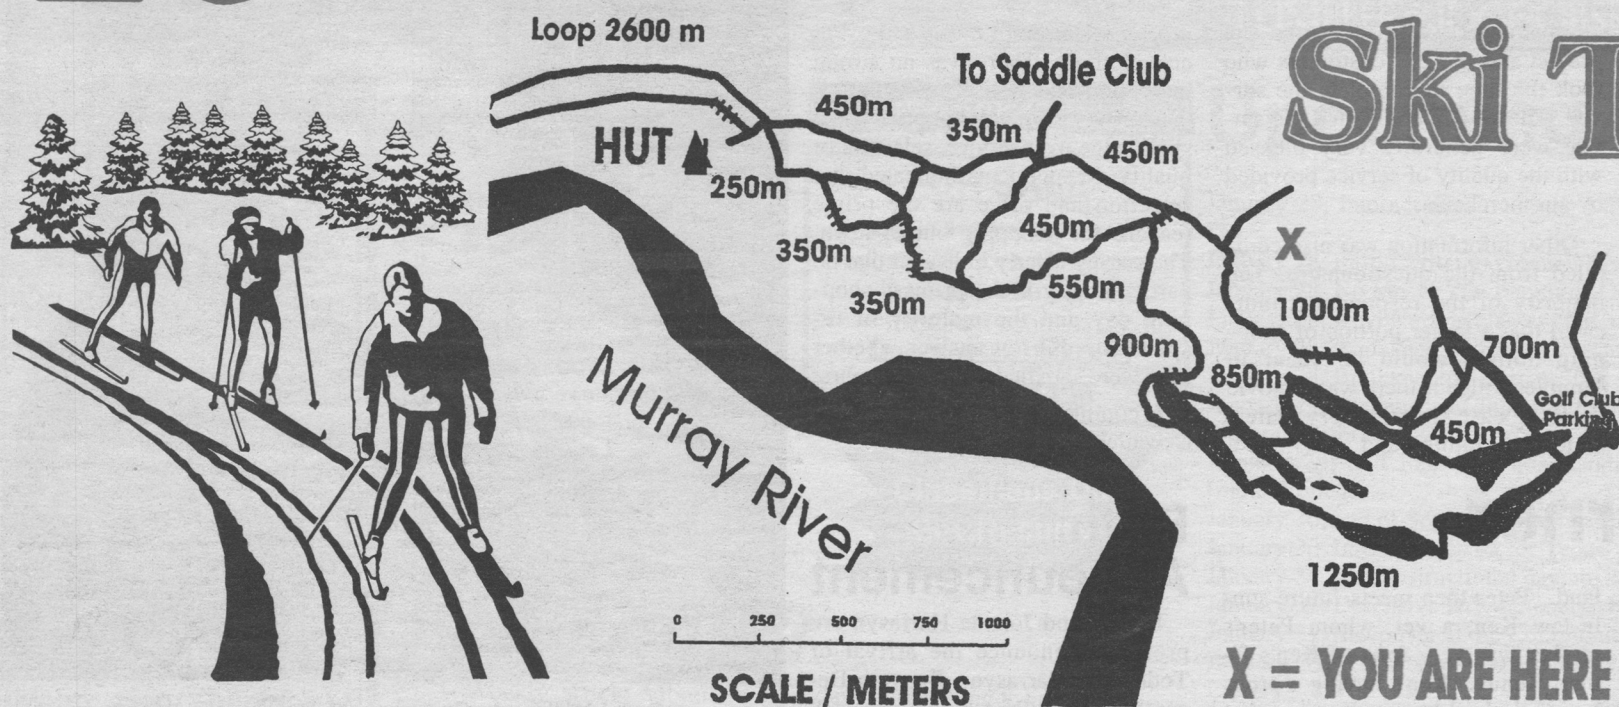 Loop 2600 m
Ski T
To Saddle Club
450m
350m
450m
HUT
250m
450m
X
350m
550m
350m
1000m
900m
700m
850m
Golf Club
Parking
450m
Murray River
1250m
0 250 500 750 1000
SCALE / METERS
X = YOU ARE HERE